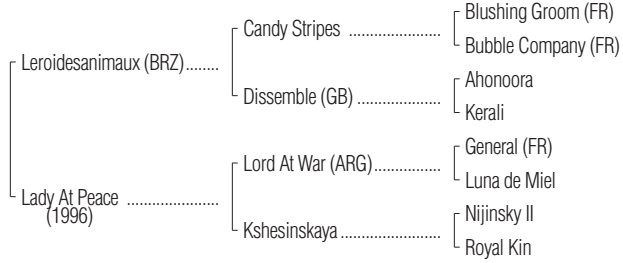 Blushing Groom (FR)
Candy Stripes ....................
Bubble Company (FR)
Leroidesanimaux (BRZ)........
Ahonoora
Dissemble (GB) ....................
Kerali
General (FR)
Lord At War (ARG)................
Luna de Miel
Lady At Peace ......................
(1996)
Nijinsky II
Kshesinskaya ........................
Royal Kin